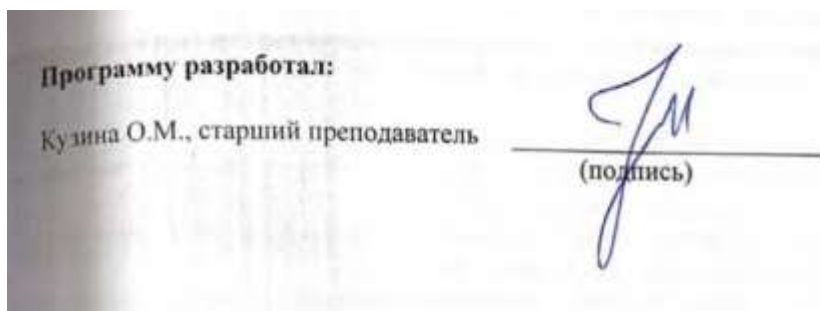 Программу разработал:
Кузина О.М., старший преподаватель
(подпись)